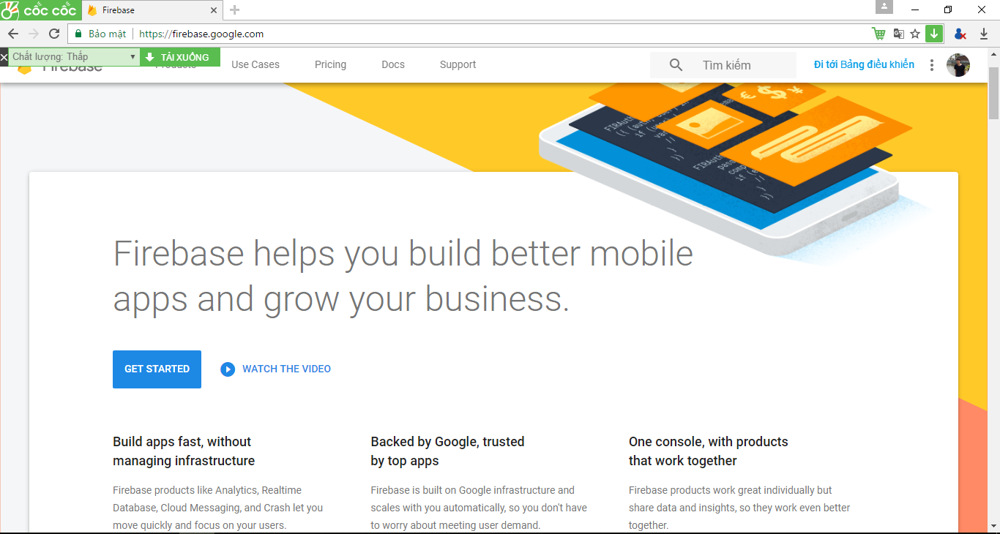 cốc cốc
Firebase
Bảo mật
https://firebase.google.com
Chất lượng: Thấp
TẢI XUỐNG
Firebase
Products
Use Cases
Pricing
Docs
Support
Tìm kiếm
Đi tới Bảng điều khiển
FIRAuth
if (user
var
//
})
FIRAuth
if (e
//
})
Firebase helps you build better mobile
apps and grow your business.
GET STARTED
WATCH THE VIDEO
Build apps fast, without
managing infrastructure
Firebase products like Analytics, Realtime
Database, Cloud Messaging, and Crash let you
move quickly and focus on your users.
Backed by Google, trusted
by top apps
Firebase is built on Google infrastructure and
scales with you automatically, so you don't have
to worry about meeting user demand.
One console, with products
that work together
Firebase products work great individually but
share data and insights, so they work even better
together.